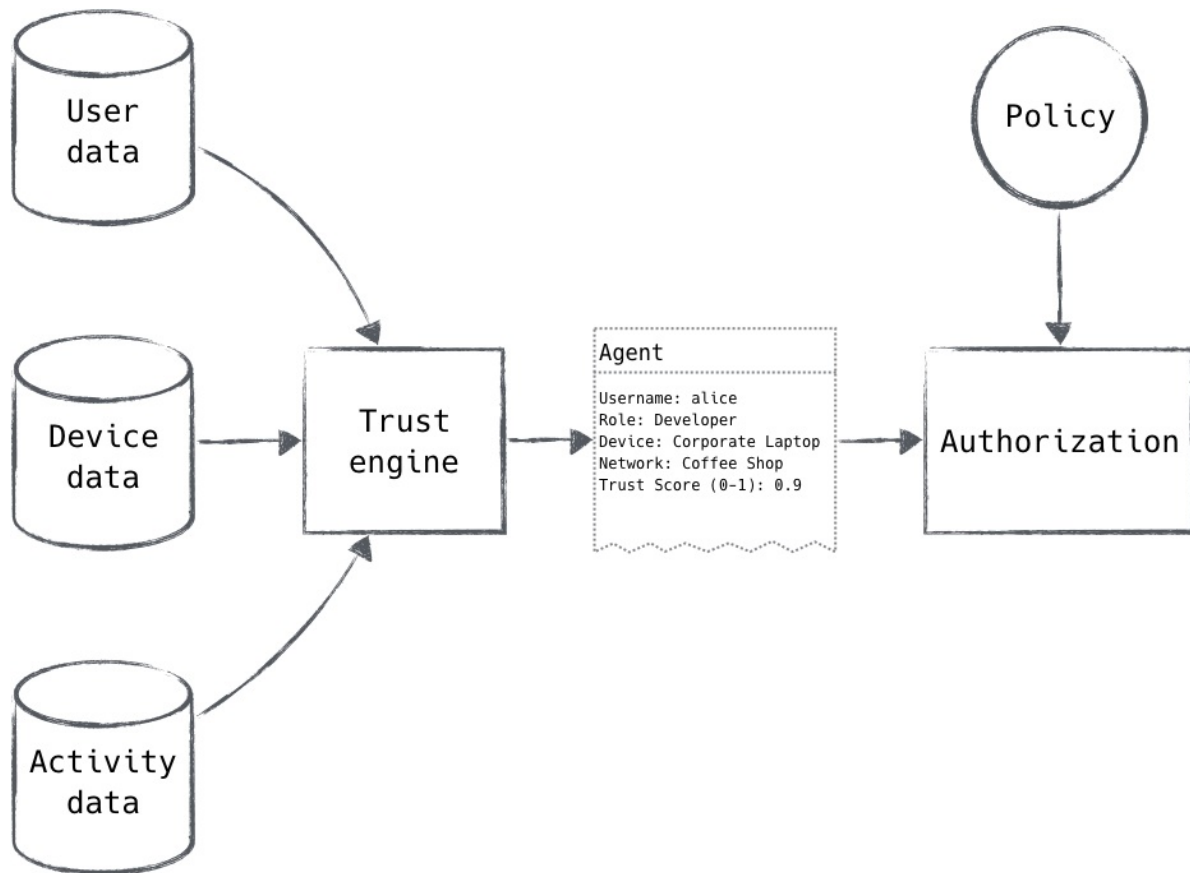 User
data
Policy
Device
data
Trust
engine
Agent
Username: alice
Role: Developer
Device: Corporate Laptop
Network: Coffee Shop
Trust Score (0-1): 0.9
Authorization
Activity
data